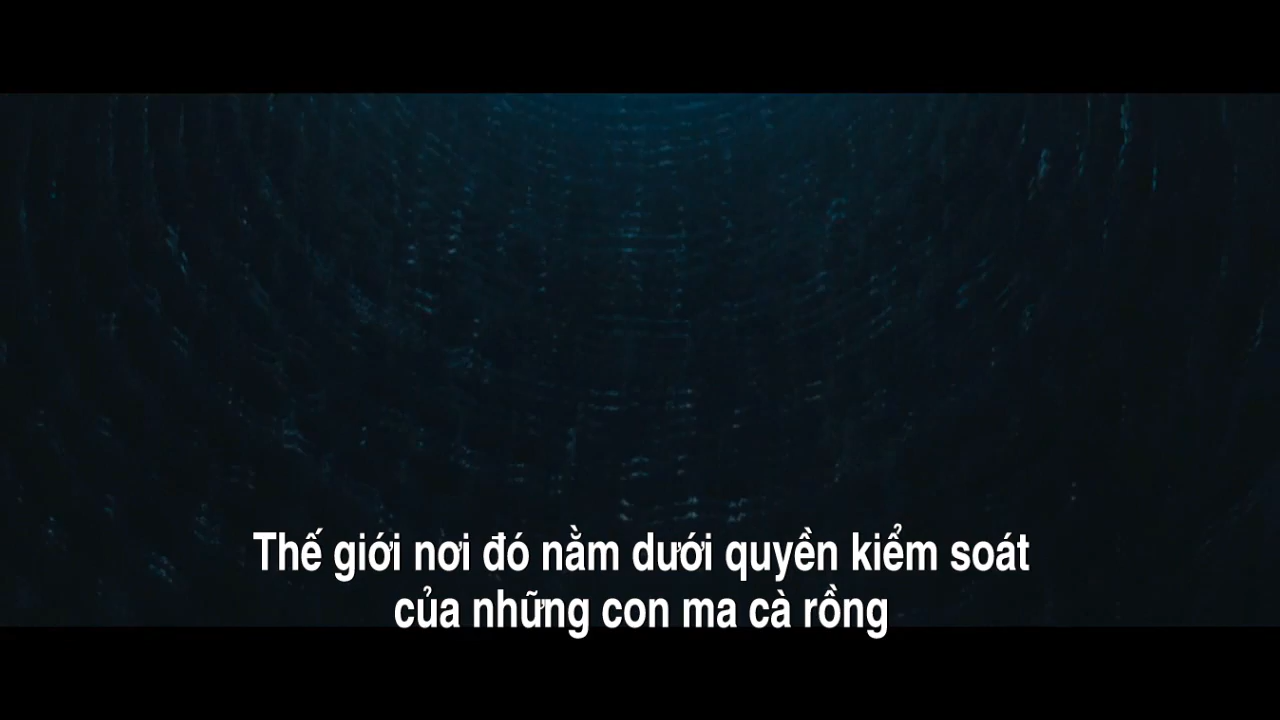 Thế giới nơi đó nằm dưới quyền kiểm soát
của những con ma cà rồng